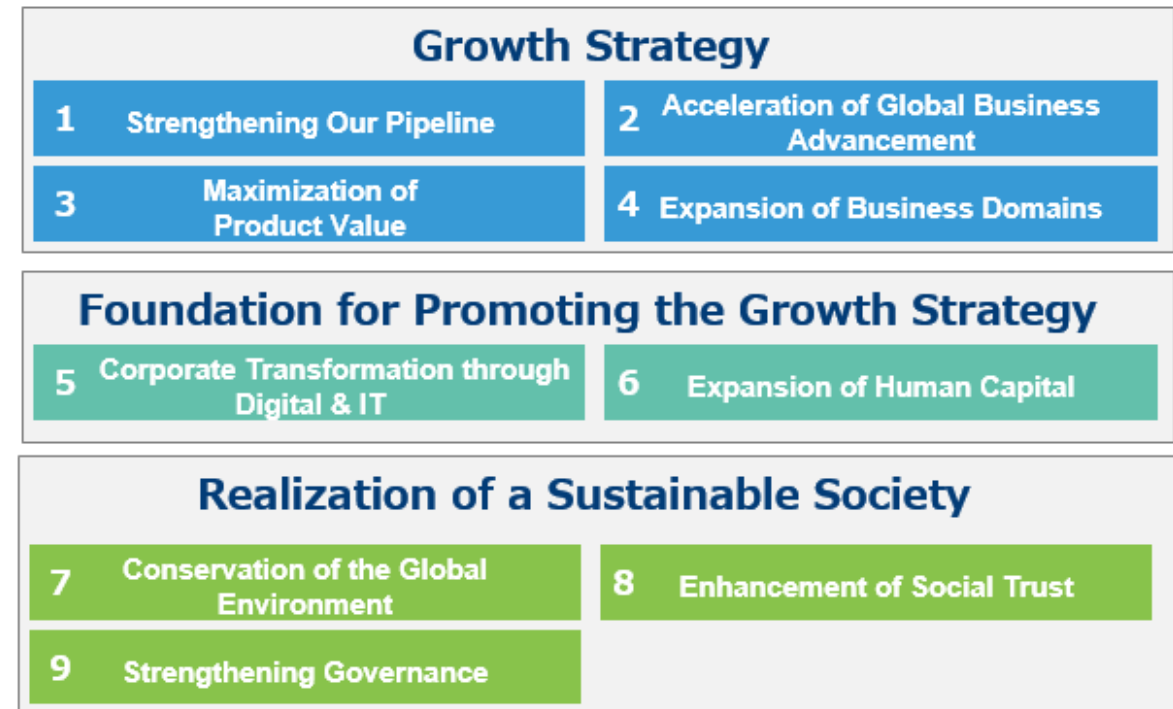 Growth Strategy
1 Strengthening Our Pipeline
2 Acceleration of Global Business
Advancement
3 Maximization of
Product Value
4 Expansion of Business Domains
Foundation for Promoting the Growth Strategy
5 Corporate Transformation through
Digital & IT
6 Expansion of Human Capital
Realization of a Sustainable Society
7 Conservation of the Global
Environment
8 Enhancement of Social Trust
9 Strengthening Governance